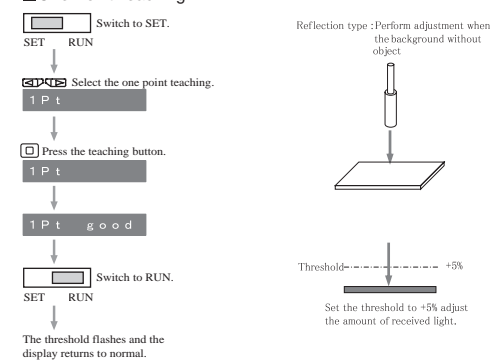 Switch to SET.
SET RUN
Select the one point teaching.
1Pt
Press the teaching button.
1Pt
1Pt good
Switch to RUN.
SET RUN
The threshold flashes and the
display returns to normal.
Reflection type : Perform adjustment when
the background without
object
Threshold +5%
Set the threshold to +5% adjust
the amount of received light.